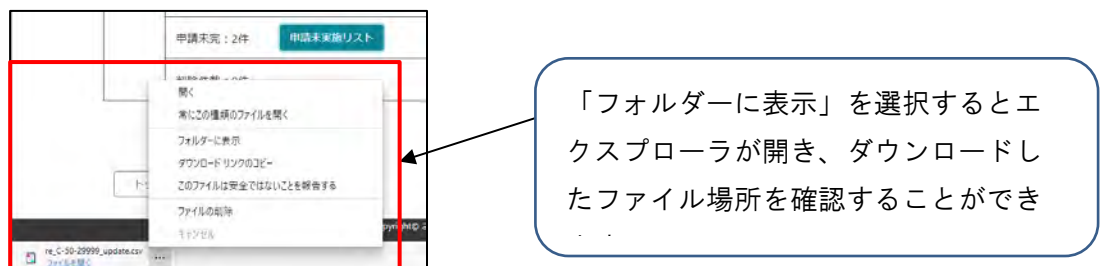 申請未完：2件 申請未実施リスト
開く
常にこの種類のファイルを開く
フォルダーに表示
ダウンロード リンクのコピー
このファイルは安全ではないことを報告する
ファイルの削除
キャンセル
re_C-50-29999_update.csv
ファイルを開く
「フォルダーに表示」を選択するとエ
クスプローラが開き、ダウンロードし
たファイル場所を確認することができ